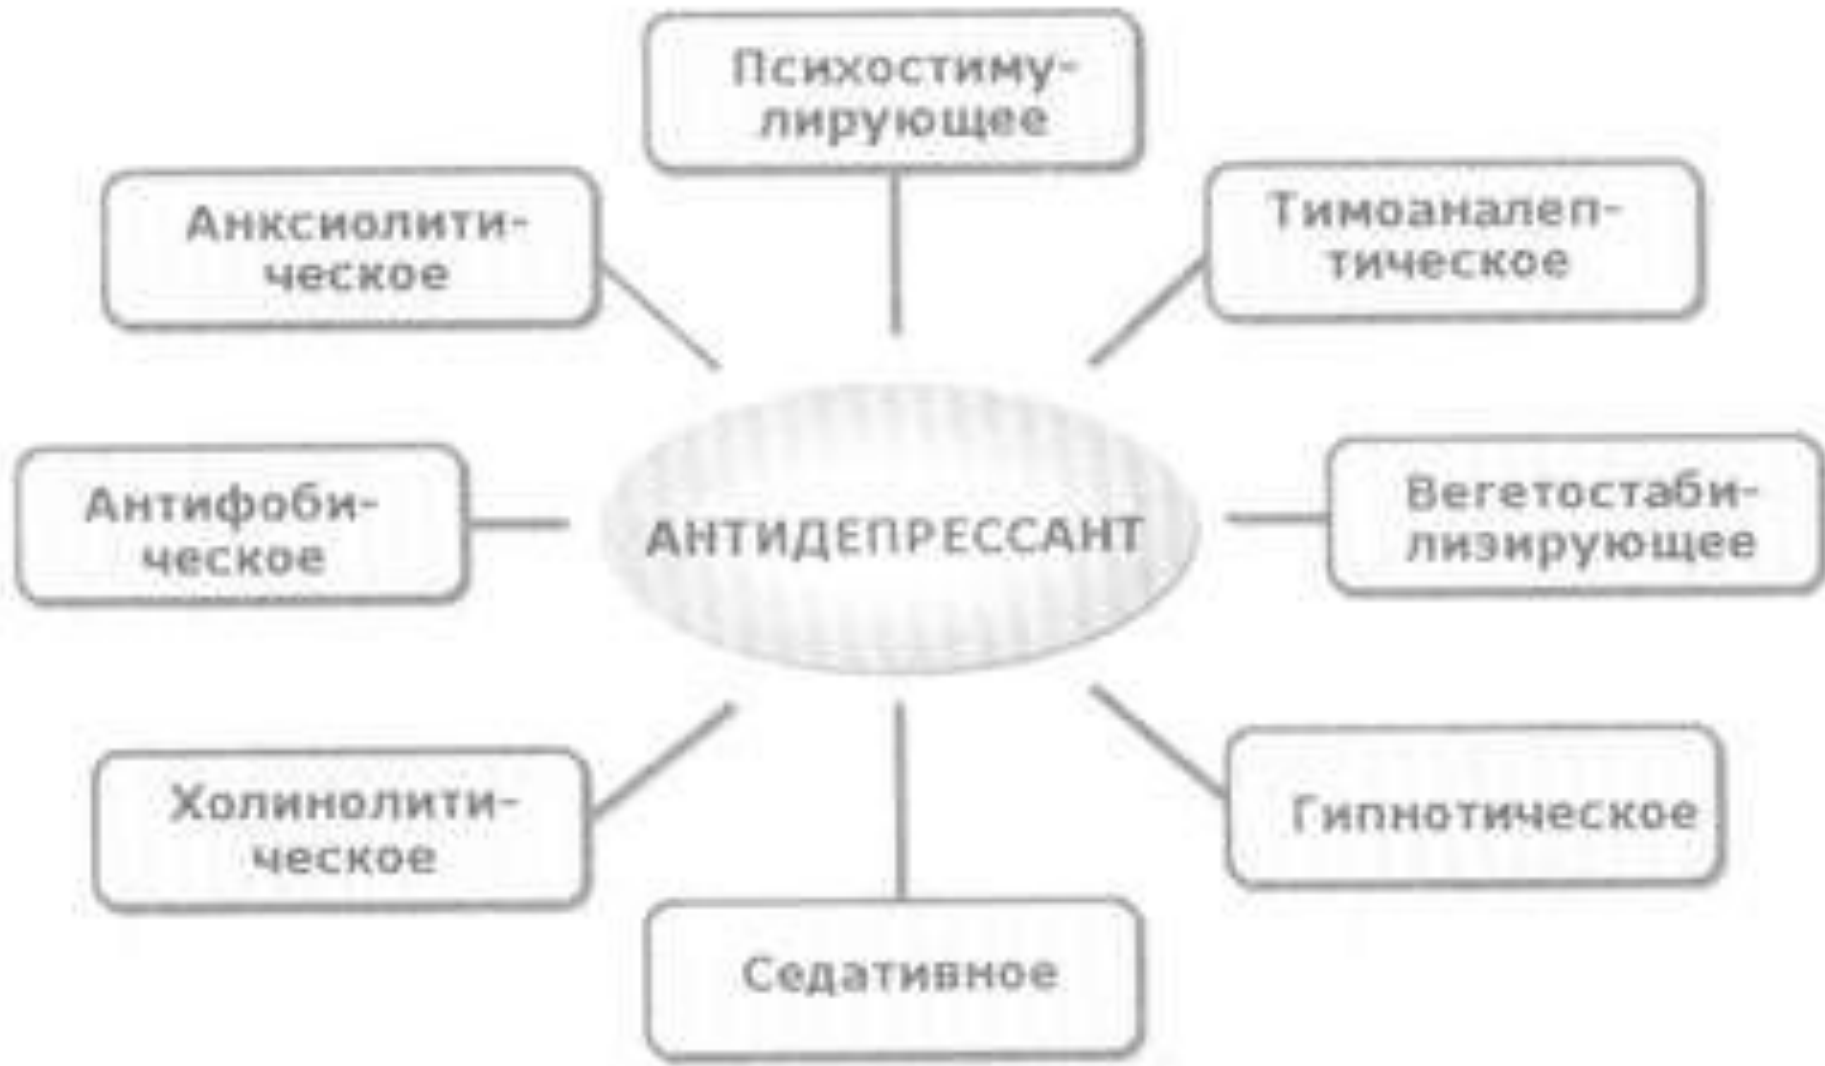 Психостиму-
лирующее
Анксиолити-
ческое
Тимоаналеп-
тическое
Антифоби-
ческое
АНТИДЕПРЕССАНТ
Вегетостаби-
лизирующее
Холинолити-
ческое
Гипнотическое
Седативное